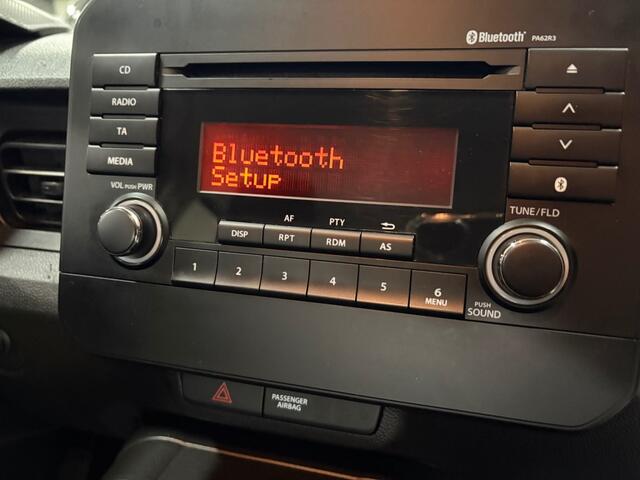 Bluetooth® PA62R3
CD
RADIO
TA
MEDIA
VOL PUSH PWR
Bluetooth
Setup
AF PTY
DISP RPT RDM AS
1 2 3 4 5 6
MENU
TUNE/FLD
PUSH
SOUND
PASSENGER
AIRBAG